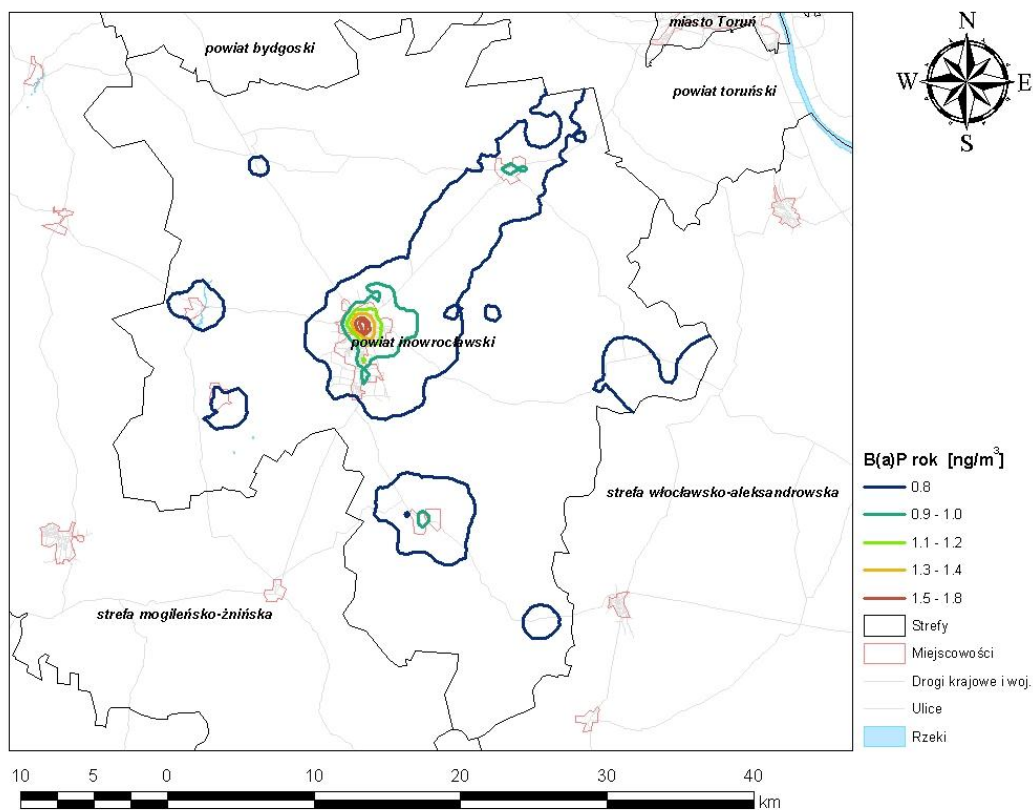 miasto Toruń
powiat bydgoski
powiat toruński
powiat inowrocławski
strefa włocławsko-aleksandrowska
strefa mogileńsko-żnińska
N
W E
S
B(a)P rok [ng/m³]
0.8
0.9 - 1.0
1.1 - 1.2
1.3 - 1.4
1.5 - 1.8
Strefy
Miejscowości
Drogi krajowe i woj.
Ulice
Rzeki
10 5 0 10 20 30 40
km